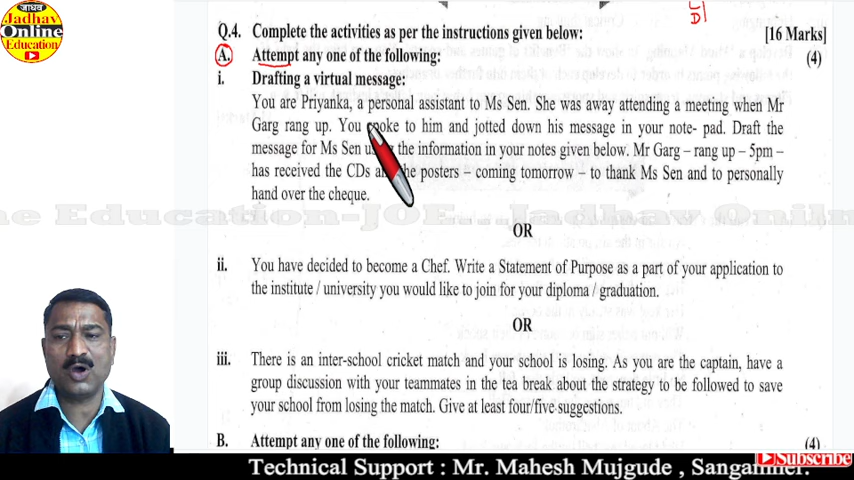 जाधव
Jadhav
Online
Education
Q.4. Complete the activities as per the instructions given below: [16 Marks]
A. Attempt any one of the following: (4)
i. Drafting a virtual message:
You are Priyanka, a personal assistant to Ms Sen. She was away attending a meeting when Mr
Garg rang up. You spoke to him and jotted down his message in your note- pad. Draft the
message for Ms Sen the information in your notes given below. Mr Garg – rang up – 5pm –
has received the CDs the posters – coming tomorrow – to thank Ms Sen and to personally
hand over the cheque.
ne Education-JOE Jadhav Onlin
OR
ii. You have decided to become a Chef. Write a Statement of Purpose as a part of your application to
the institute / university you would like to join for your diploma / graduation.
OR
iii. There is an inter-school cricket match and your school is losing. As you are the captain, have a
group discussion with your teammates in the tea break about the strategy to be followed to save
your school from losing the match. Give at least four/five suggestions.
B. Attempt any one of the following: (4)
Subscribe
Technical Support : Mr. Mahesh Mujgude , Sangamner.